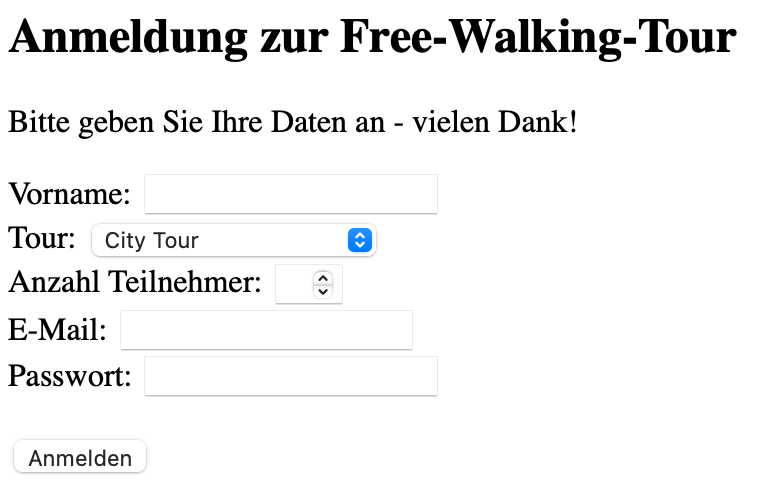 Anmeldung zur Free-Walking-Tour
Bitte geben Sie Ihre Daten an - vielen Dank!
Vorname:
Tour: City Tour
Anzahl Teilnehmer:
E-Mail:
Passwort:
Anmelden